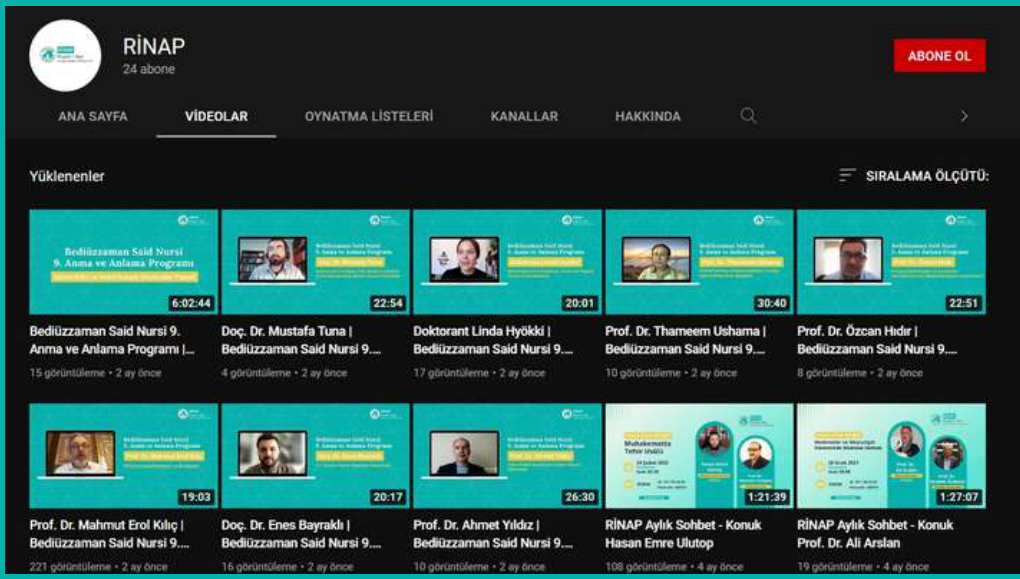 RİNAP
24 abone
ABONE OL
ANA SAYFA
VİDEOLAR
OYNATMA LİSTELERİ
KANALLAR
HAKKINDA
Yüklenenler
SIRALAMA ÖLÇÜTÜ:
Bediüzzaman Said Nursi
9. Anma ve Anlama Programı
6:02:44
22:54
20:01
30:40
22:51
Bediüzzaman Said Nursi 9.
Anma ve Anlama Programı |...
15 görüntüleme • 2 ay önce
Doç. Dr. Mustafa Tuna |
Bediüzzaman Said Nursi 9....
4 görüntüleme • 2 ay önce
Doktorant Linda Hyökki |
Bediüzzaman Said Nursi 9....
17 görüntüleme • 2 ay önce
Prof. Dr. Thameem Ushama |
Bediüzzaman Said Nursi 9....
10 görüntüleme • 2 ay önce
Prof. Dr. Özcan Hıdır |
Bediüzzaman Said Nursi 9....
8 görüntüleme • 2 ay önce
19:03
20:17
26:30
Muhakematta
Tefsir Usülü
1:21:39
1:27:07
Prof. Dr. Mahmut Erol Kılıç |
Bediüzzaman Said Nursi 9....
221 görüntüleme • 2 ay önce
Doç. Dr. Enes Bayraklı |
Bediüzzaman Said Nursi 9....
16 görüntüleme • 2 ay önce
Prof. Dr. Ahmet Yıldız |
Bediüzzaman Said Nursi 9....
10 görüntüleme • 2 ay önce
RİNAP Aylık Sohbet - Konuk
Hasan Emre Ulutop
108 görüntüleme • 4 ay önce
RİNAP Aylık Sohbet - Konuk
Prof. Dr. Ali Arslan
19 görüntüleme • 4 ay önce